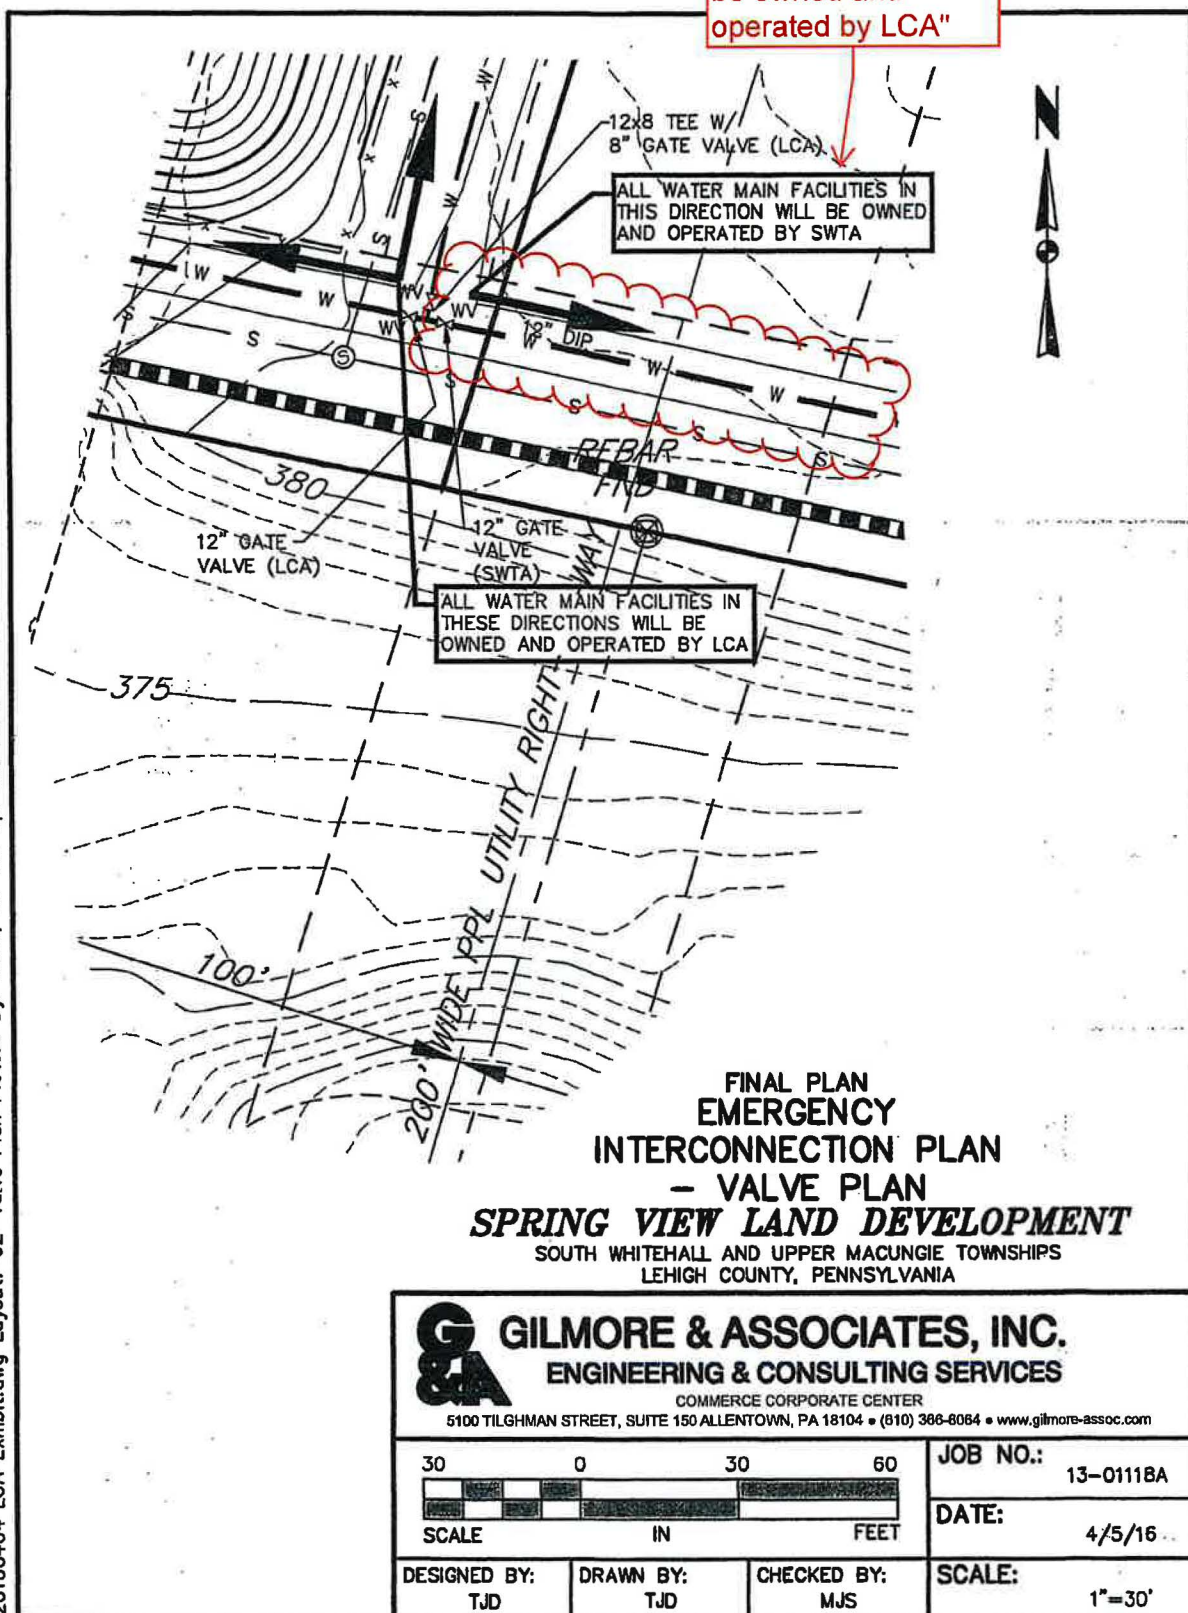 be owned and
operated by LCA"
N
12x8 TEE W/
8" GATE VALVE (LCA)
ALL WATER MAIN FACILITIES IN
THIS DIRECTION WILL BE OWNED
AND OPERATED BY SWTA
S
W
W
x
x
x
x
S
W
S
W
W
WV
WV
WV
12" DIP
W
W
W
S
S
S
S
S
S
S
REBAR
FND
380
12" GATE
VALVE (LCA)
12" GATE
VALVE
(SWTA)
ALL WATER MAIN FACILITIES IN
THESE DIRECTIONS WILL BE
OWNED AND OPERATED BY LCA
375
100'
200' WIDE PPL UTILITY RIGHT WAY
FINAL PLAN
EMERGENCY
INTERCONNECTION PLAN
- VALVE PLAN
SPRING VIEW LAND DEVELOPMENT
SOUTH WHITEHALL AND UPPER MACUNGIE TOWNSHIPS
LEHIGH COUNTY, PENNSYLVANIA
G
&A
GILMORE & ASSOCIATES, INC.
ENGINEERING & CONSULTING SERVICES
COMMERCE CORPORATE CENTER
5100 TILGHMAN STREET, SUITE 150 ALLENTOWN, PA 18104 • (610) 366-8064 • www.gilmore-assoc.com
30 0 30 60
SCALE IN FEET
JOB NO.:
13-01118A
DATE:
4/5/16
DESIGNED BY:
TJD
DRAWN BY:
TJD
CHECKED BY:
MJS
SCALE:
1"=30'